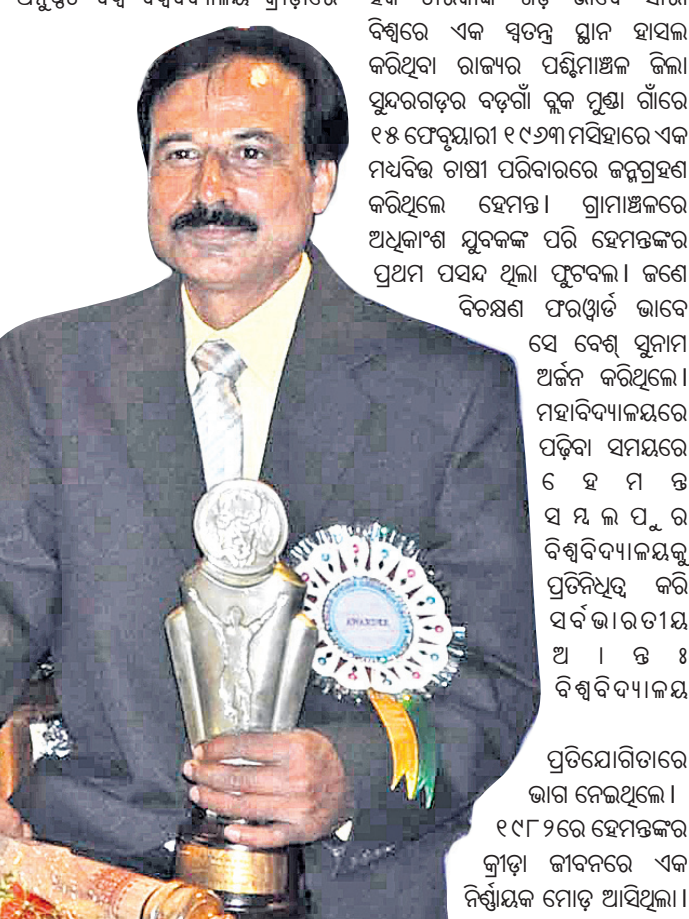 ବିଶ୍ୱରେ ଏକ ସ୍ୱତନ୍ତ୍ର ସ୍ଥାନ ହାସଲ
କରିଥିବା ରାଜ୍ୟର ପଶ୍ଚିମାଞ୍ଚଳ ଜିଲା
ସୁନ୍ଦରଗଡ଼ର ବଡ଼ଗାଁ ବ୍ଲକ ମୁଣ୍ଡା ଗାଁରେ
୧୫ ଫେବୃୟାରୀ ୧୯୬୩ ମସିହାରେ ଏକ
ମଧ୍ୟବିତ୍ତ ଚାଷୀ ପରିବାରରେ ଜନ୍ମଗ୍ରହଣ
କରିଥିଲେ ହେମନ୍ତ। ଗ୍ରାମାଞ୍ଚଳରେ
ଅଧିକାଂଶ ଯୁବକଙ୍କ ପରି ହେମନ୍ତଙ୍କର
ପ୍ରଥମ ପସନ୍ଦ ଥିଲା ଫୁଟବଲ। ଜଣେ
ବିଚକ୍ଷଣ ଫରୱାର୍ଡ ଭାବେ
ସେ ବେଶ୍ ସୁନାମ
ଅର୍ଜନ କରିଥିଲେ।
ମହାବିଦ୍ୟାଳୟରେ
ପଢ଼ିବା ସମୟରେ
ହେମନ୍ତ
ସମ୍ବଲପୁର
ବିଶ୍ୱବିଦ୍ୟାଳୟକୁ
ପ୍ରତିନିଧିତ୍ୱ କରି
ସର୍ବଭାରତୀୟ
ଆନ୍ତଃ
ବିଶ୍ୱବିଦ୍ୟାଳୟ
ପ୍ରତିଯୋଗିତାରେ
ଭାଗ ନେଇଥିଲେ।
୧୯୮୨ରେ ହେମନ୍ତଙ୍କର
କ୍ରୀଡ଼ା ଜୀବନରେ ଏକ
ନିର୍ଣ୍ଣାୟକ ମୋଡ଼ ଆସିଥିଲା।
AWARDEE